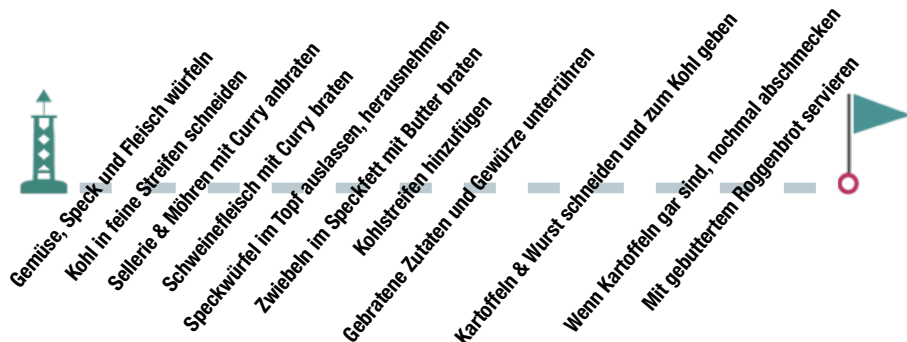 Gemüse, Speck und Fleisch würfeln
Kohl in feine Streifen schneiden
Sellerie & Möhren mit Curry anbraten
Schweinefleisch mit Curry braten
Speckwürfel im Topf auslassen, herausnehmen
Zwiebeln im Speckfett mit Butter braten
Kohlstreifen hinzufügen
Gebratene Zutaten und Gewürze unterrühren
Kartoffeln & Wurst schneiden und zum Kohl geben
Wenn Kartoffeln gar sind, nochmal abschmecken
Mit gebuttertem Roggenbrot servieren